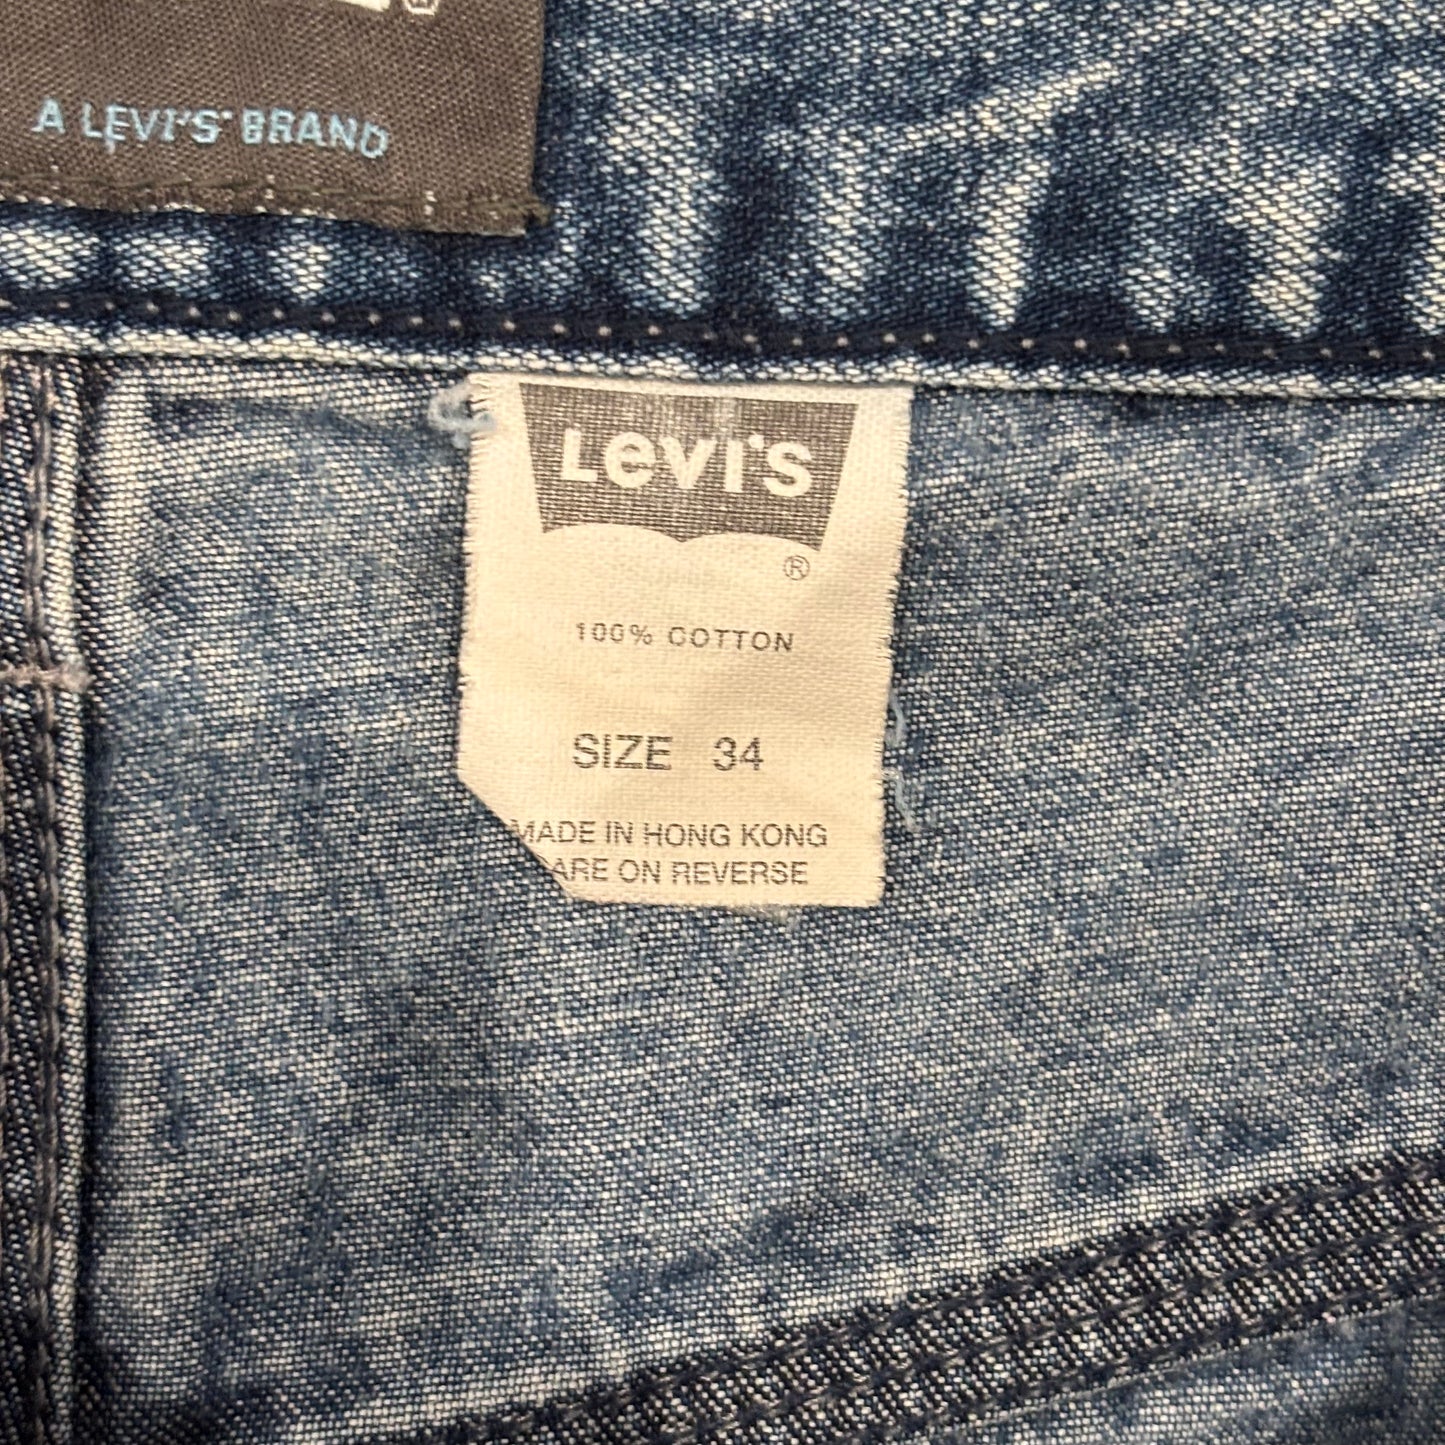 A LEVI'S BRAND
LEVI'S
®
100% COTTON
SIZE 34
MADE IN HONG KONG
ARE ON REVERSE